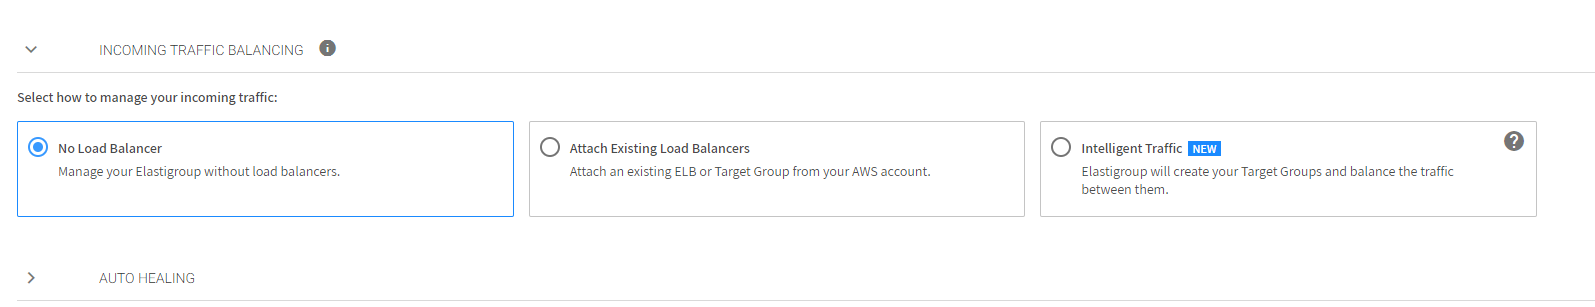 INCOMING TRAFFIC BALANCING i
Select how to manage your incoming traffic:
No Load Balancer
Manage your Elastigroup without load balancers.
Attach Existing Load Balancers
Attach an existing ELB or Target Group from your AWS account.
Intelligent Traffic NEW ?
Elastigroup will create your Target Groups and balance the traffic
between them.
AUTO HEALING